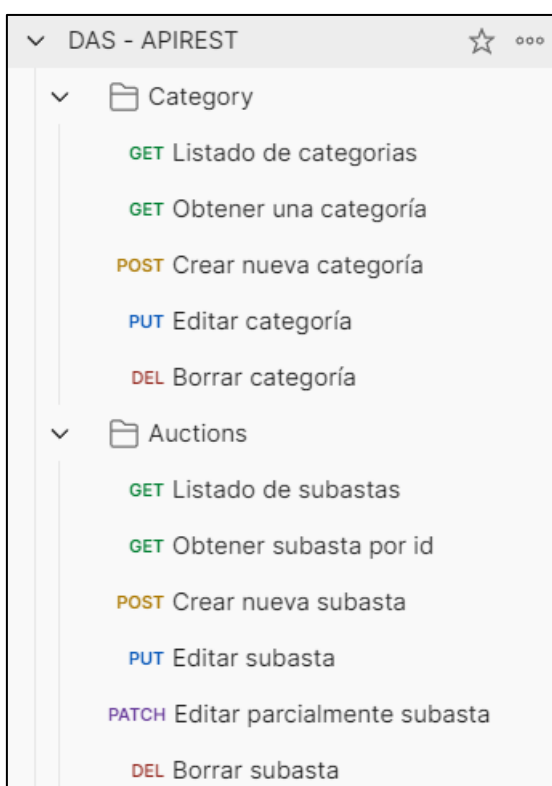 DAS - APIREST
Category
GET Listado de categorias
GET Obtener una categoría
POST Crear nueva categoría
PUT Editar categoría
DEL Borrar categoría
Auctions
GET Listado de subastas
GET Obtener subasta por id
POST Crear nueva subasta
PUT Editar subasta
PATCH Editar parcialmente subasta
DEL Borrar subasta